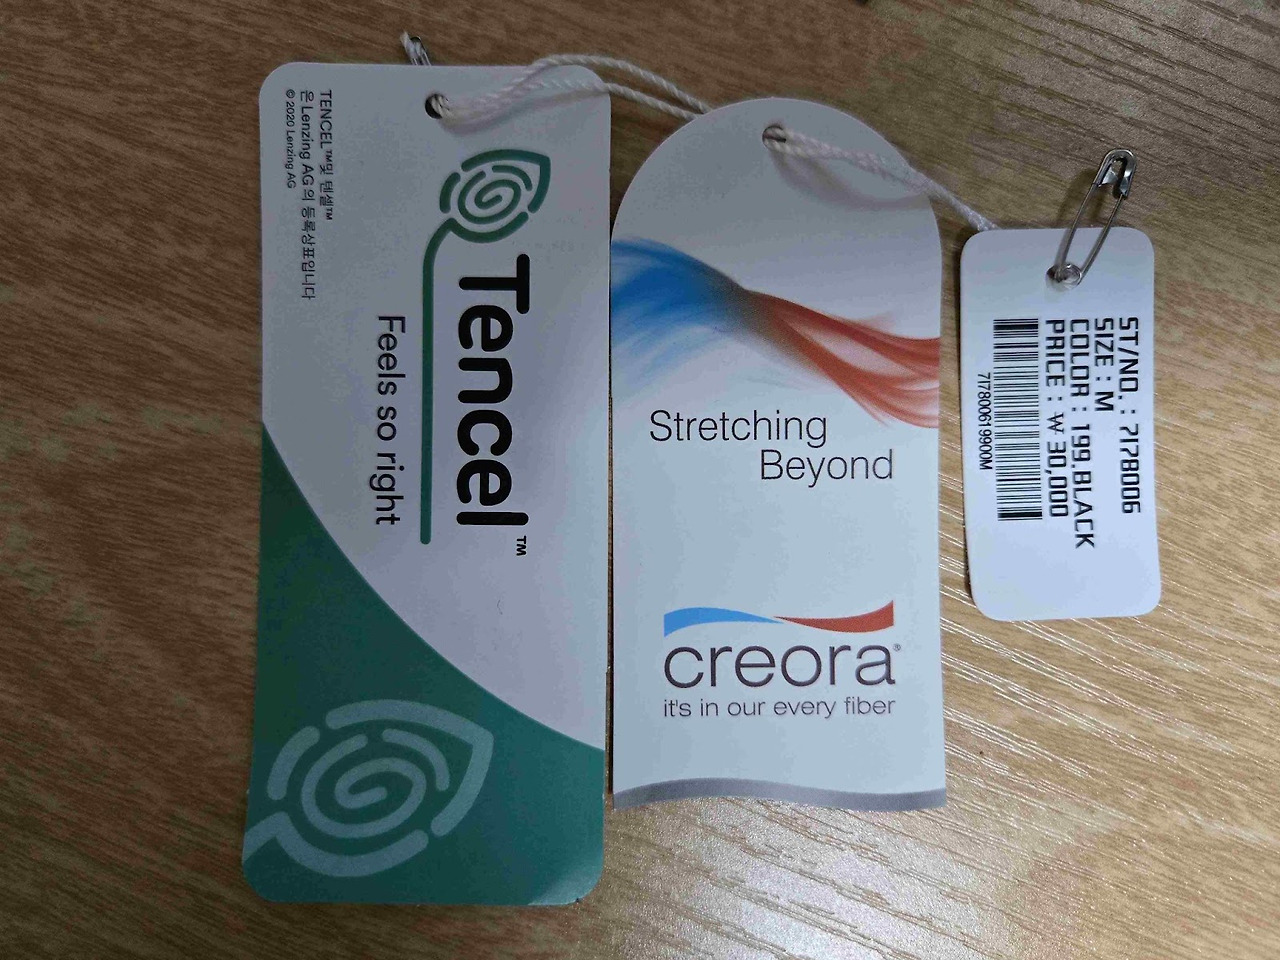 TENCEL™및 텐셀™
은 Lenzing AG의 등록상표입니다
© 2020 Lenzing AG
Tencel™
Feels so right
Stretching
Beyond
creora®
it's in our every fiber
ST/NO. : 7178006
SIZE : M
COLOR : 199.BLACK
PRICE : ₩ 30,000
717800619900M